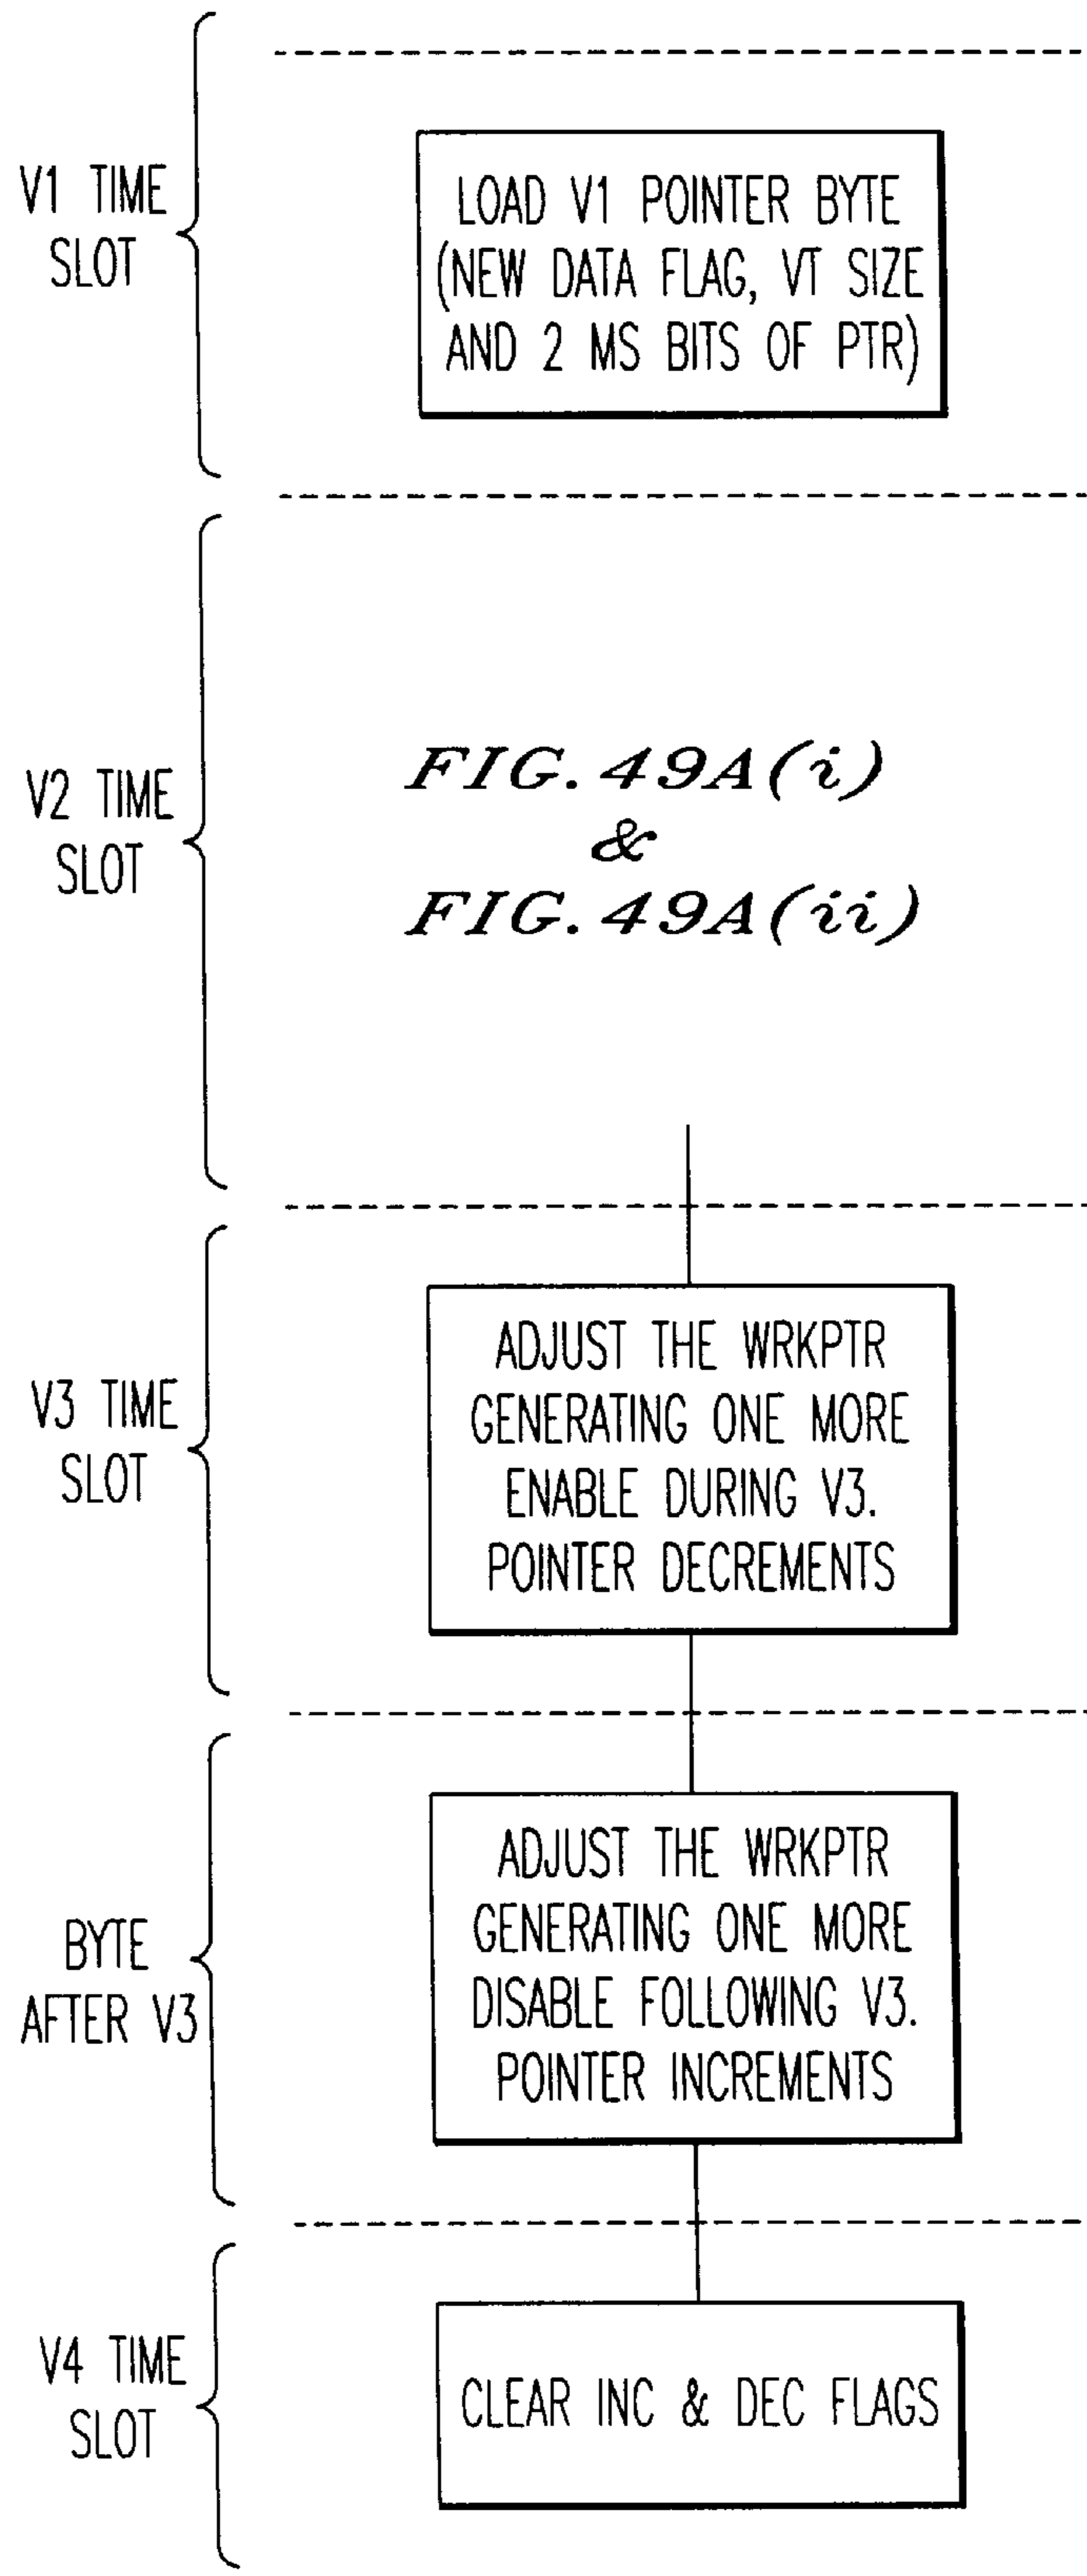 V1 TIME
SLOT
LOAD V1 POINTER BYTE
(NEW DATA FLAG, VT SIZE
AND 2 MS BITS OF PTR)
V2 TIME
SLOT
FIG. 49A(i)
&
FIG. 49A(ii)
V3 TIME
SLOT
ADJUST THE WRKPTR
GENERATING ONE MORE
ENABLE DURING V3.
POINTER DECREMENTS
BYTE
AFTER V3
ADJUST THE WRKPTR
GENERATING ONE MORE
DISABLE FOLLOWING V3.
POINTER INCREMENTS
V4 TIME
SLOT
CLEAR INC & DEC FLAGS